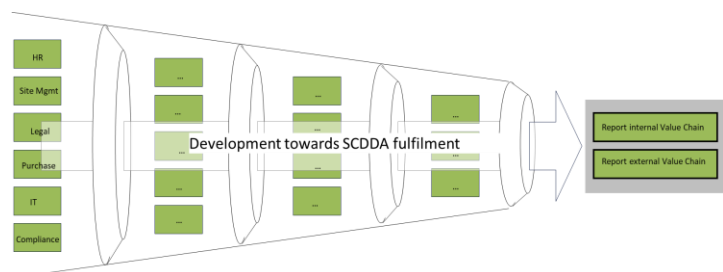 HR
Site Mgmt
Legal
Purchase
IT
Compliance
...
...
...
...
...
...
...
...
...
...
...
...
Development towards SCDDA fulfilment
Report internal Value Chain
Report external Value Chain